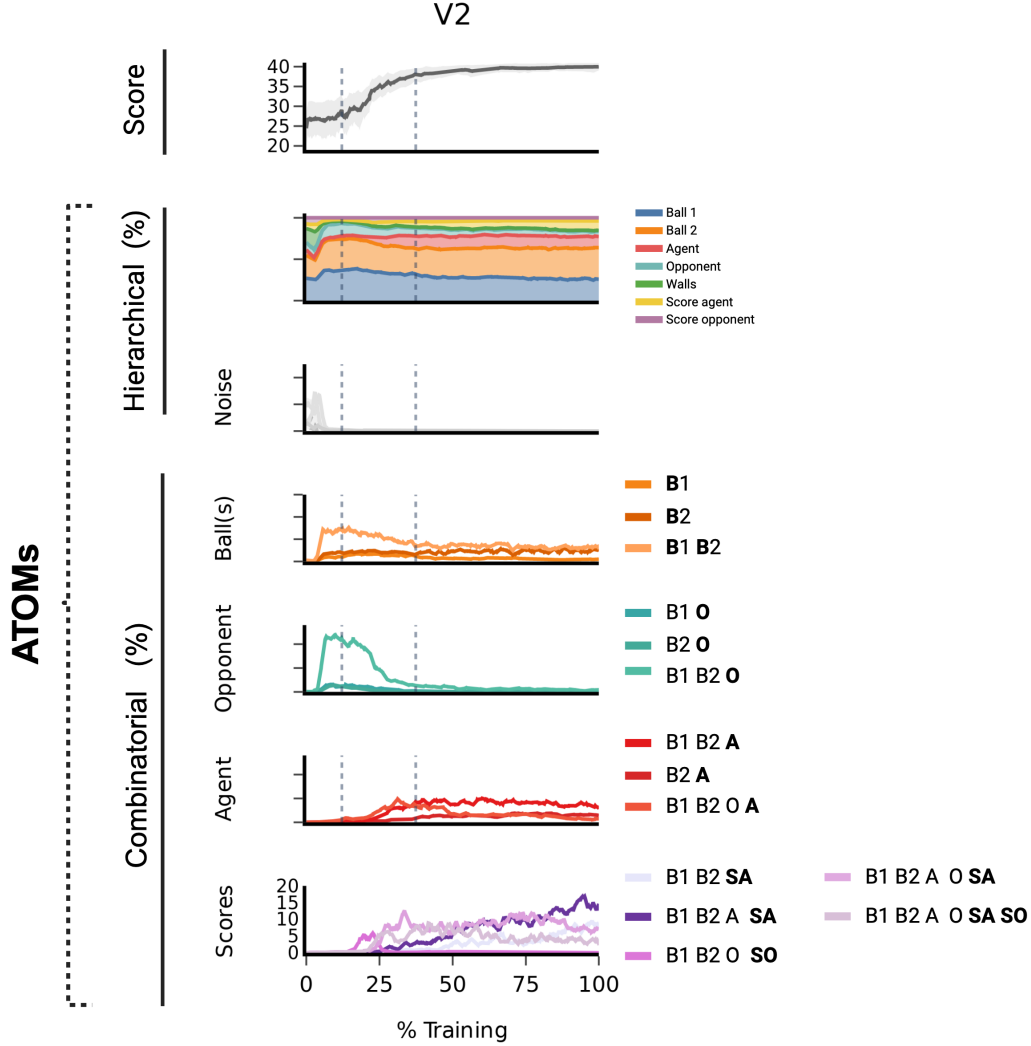 V2
Score
40
35
30
25
20
ATOMs
Hierarchical (%)
Ball 1
Ball 2
Agent
Opponent
Walls
Score agent
Score opponent
Noise
Combinatorial (%)
Ball(s)
B1
B2
B1 B2
Opponent
B1 O
B2 O
B1 B2 O
Agent
B1 B2 A
B2 A
B1 B2 O A
Scores
20
15
10
5
0
B1 B2 SA
B1 B2 A SA
B1 B2 O SO
B1 B2 A O SA
B1 B2 A O SA SO
0 25 50 75 100
% Training